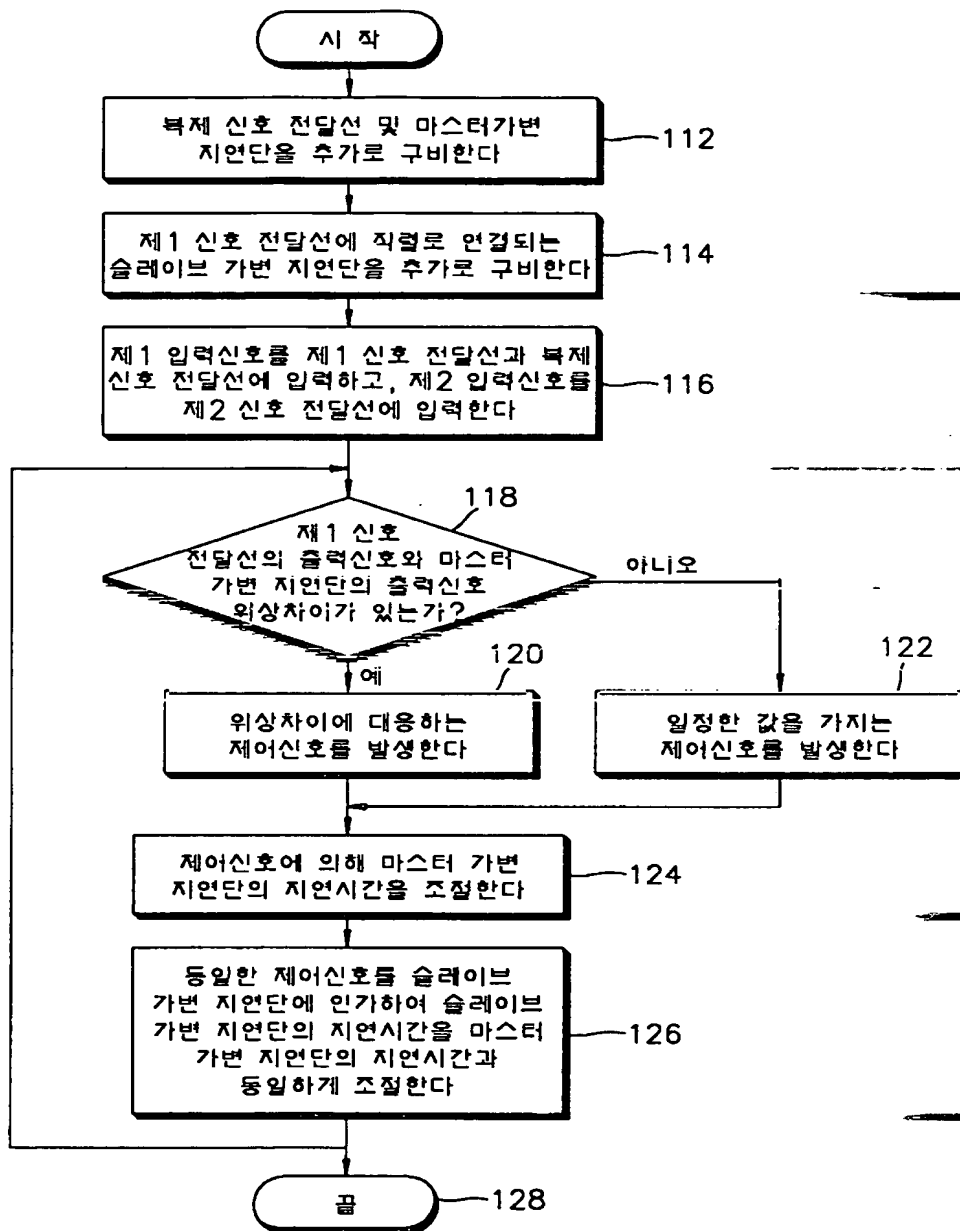 시 작
복제 신호 전달선 및 마스터가변
지연단을 추가로 구비한다
112
제1 신호 전달선에 직렬로 연결되는
슬레이브 가변 지연단을 추가로 구비한다
114
제1 입력신호를 제1 신호 전달선과 복제
신호 전달선에 입력하고, 제2 입력신호를
제2 신호 전달선에 입력한다
116
118
제1 신호
전달선의 출력신호와 마스터
가변 지연단의 출력신호
위상차이가 있는가?
아니오
예
120
위상차이에 대응하는
제어신호를 발생한다
122
일정한 값을 가지는
제어신호를 발생한다
제어신호에 의해 마스터 가변
지연단의 지연시간을 조절한다
124
동일한 제어신호를 슬레이브
가변 지연단에 인가하여 슬레이브
가변 지연단의 지연시간을 마스터
가변 지연단의 지연시간과
동일하게 조절한다
126
끝
128